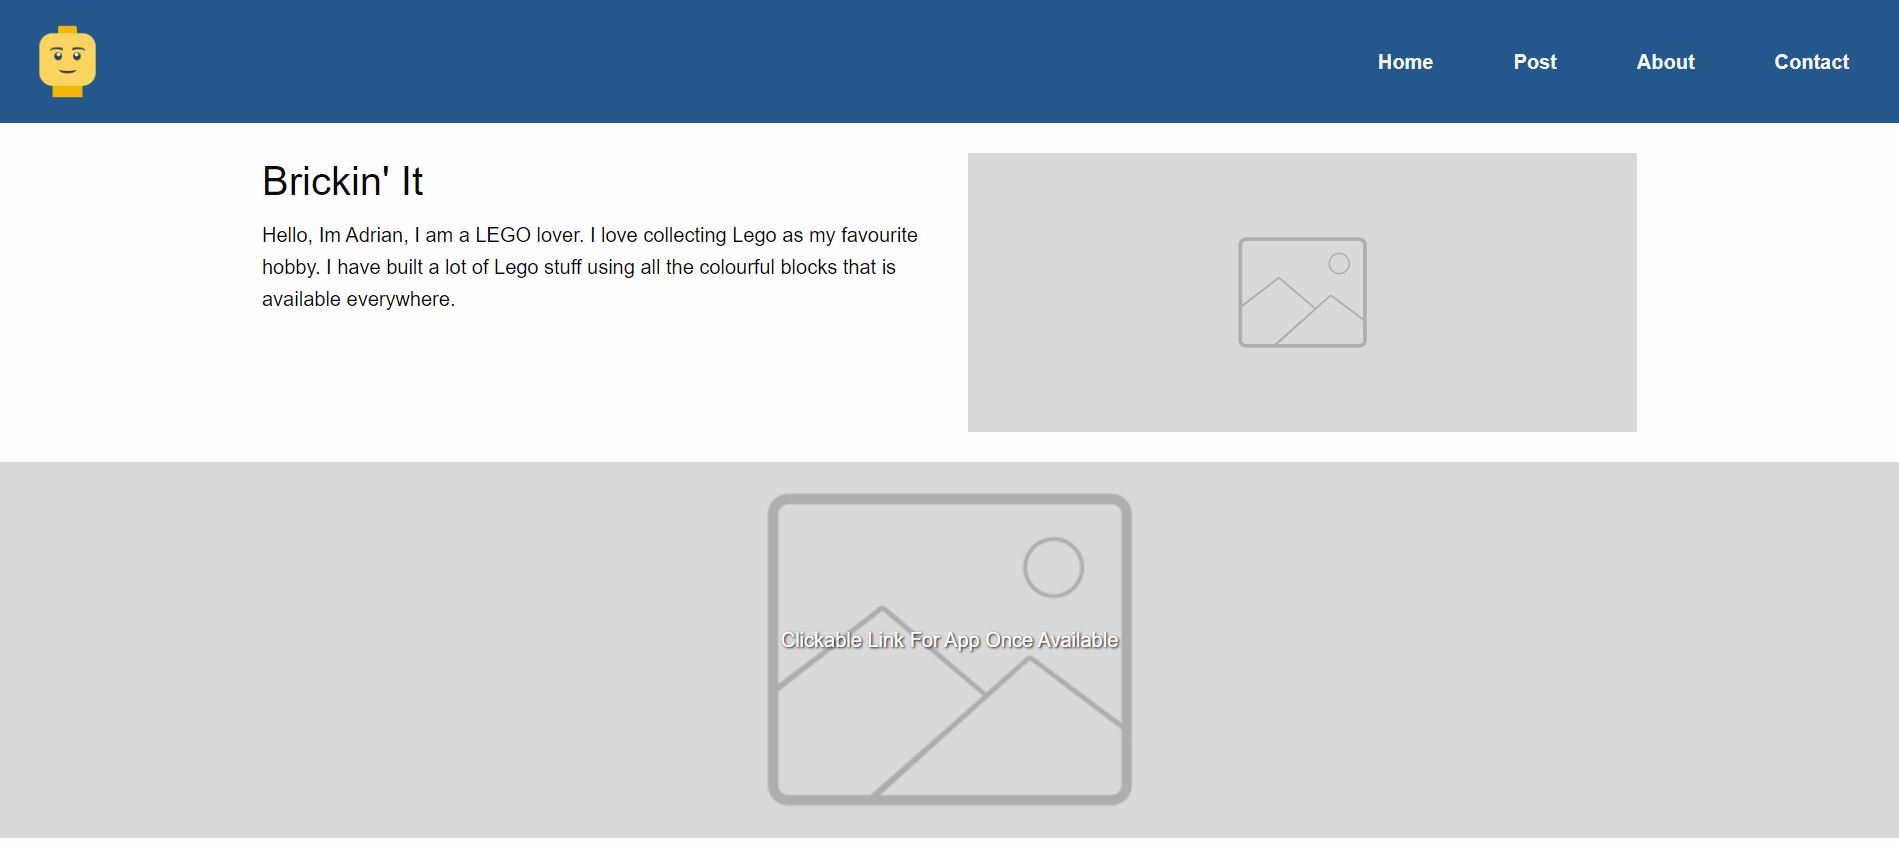 Home Post About Contact
Brickin' It
Hello, Im Adrian, I am a LEGO lover. I love collecting Lego as my favourite
hobby. I have built a lot of Lego stuff using all the colourful blocks that is
available everywhere.
Clickable Link For App Once Available